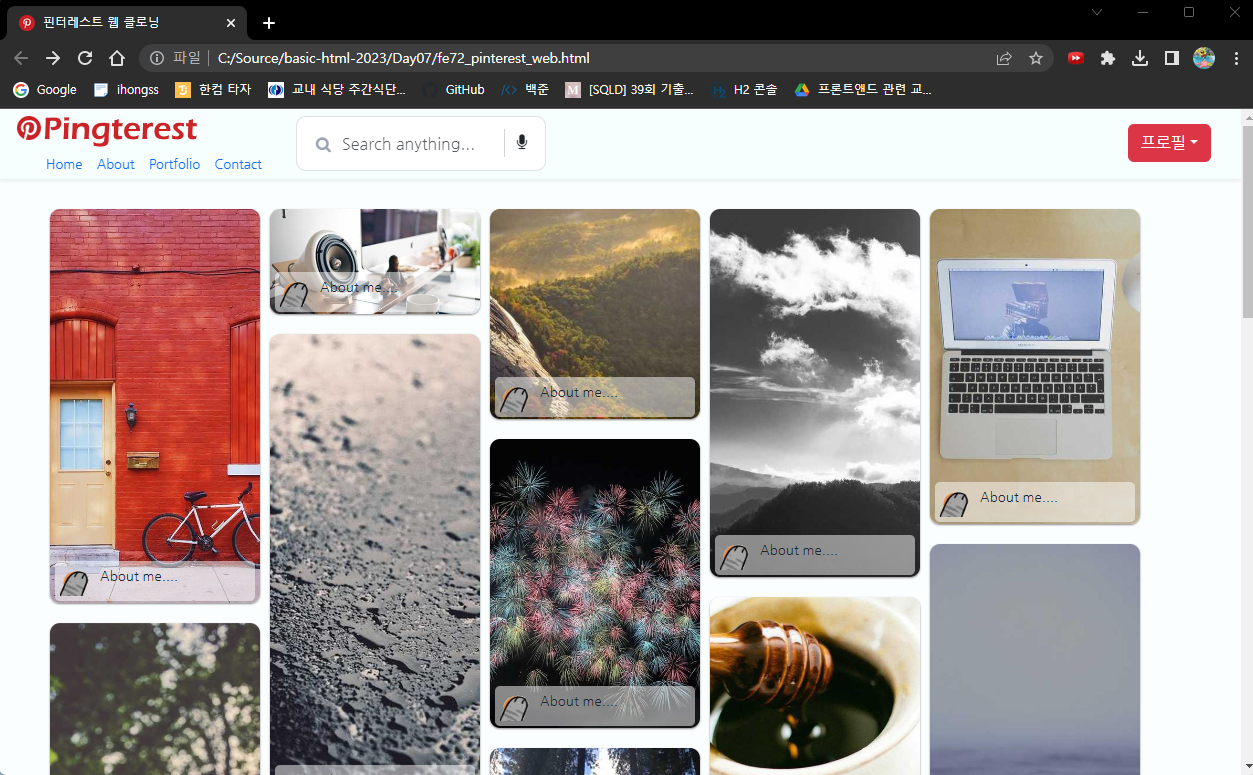 핀터레스트 웹 클로닝
파일 C:/Source/basic-html-2023/Day07/fe72_pinterest_web.html
Google ihongss 한컴 타자 교내 식당 주간식단... GitHub 백준 [SQLD] 39회 기출... H2 콘솔 프론트앤드 관련 교...
Pingterest
Search anything...
프로필
Home About Portfolio Contact
About me....
About me....
About me....
About me....
About me....
About me....